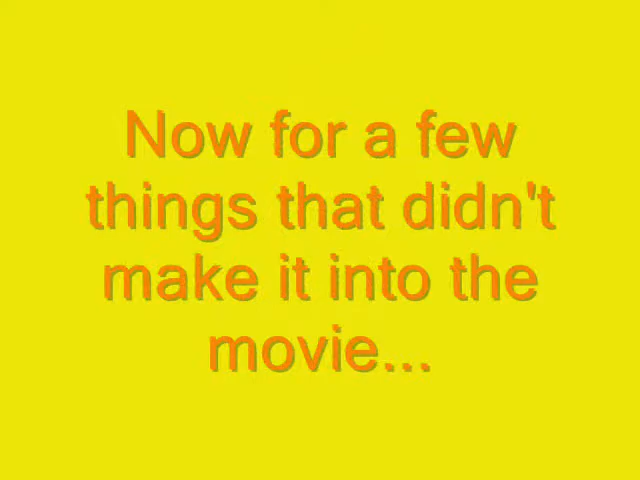 Now for a few
things that didn't
make it into the
movie...